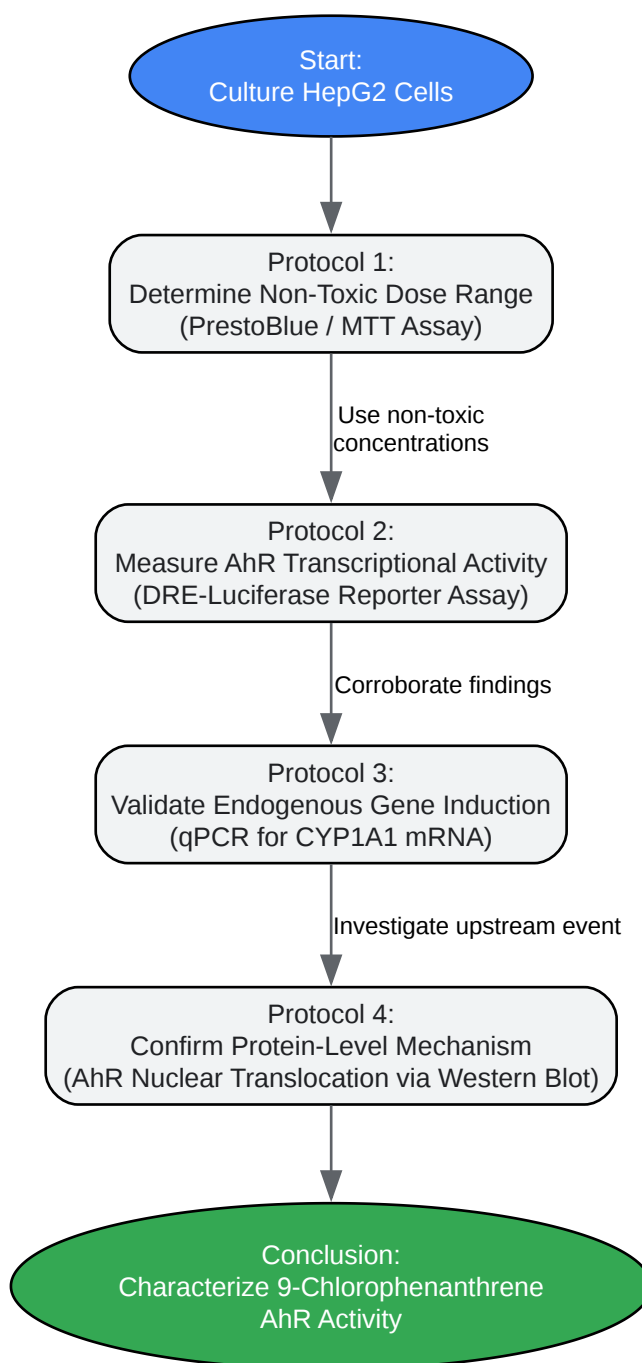 Start:
Culture HepG2 Cells
Protocol 1:
Determine Non-Toxic Dose Range
(PrestoBlue / MTT Assay)
Use non-toxic
concentrations
Protocol 2:
Measure AhR Transcriptional Activity
(DRE-Luciferase Reporter Assay)
Corroborate findings
Protocol 3:
Validate Endogenous Gene Induction
(qPCR for CYP1A1 mRNA)
Investigate upstream event
Protocol 4:
Confirm Protein-Level Mechanism
(AhR Nuclear Translocation via Western Blot)
Conclusion:
Characterize 9-Chlorophenanthrene
AhR Activity